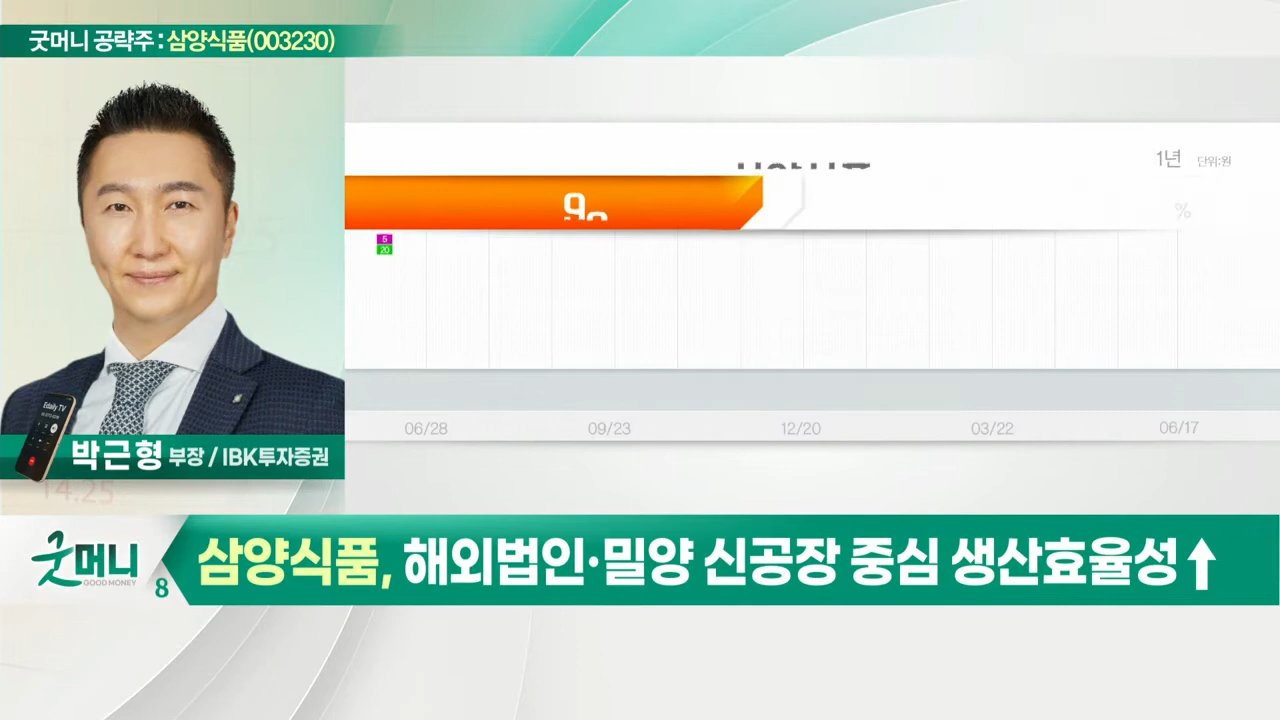 굿머니 공략주 : 삼양식품(003230)
1년 단위:원
%
5
20
06/28 09/23 12/20 03/22 06/17
Edaily TV
박근형 부장 / IBK투자증권
14.25
굿머니
GOOD MONEY
8
삼양식품, 해외법인·밀양 신공장 중심 생산효율성↑